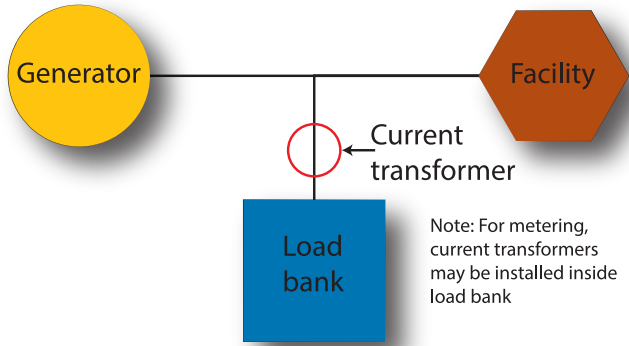 Generator
Facility
Current
transformer
Load
bank
Note: For metering,
current transformers
may be installed inside
load bank